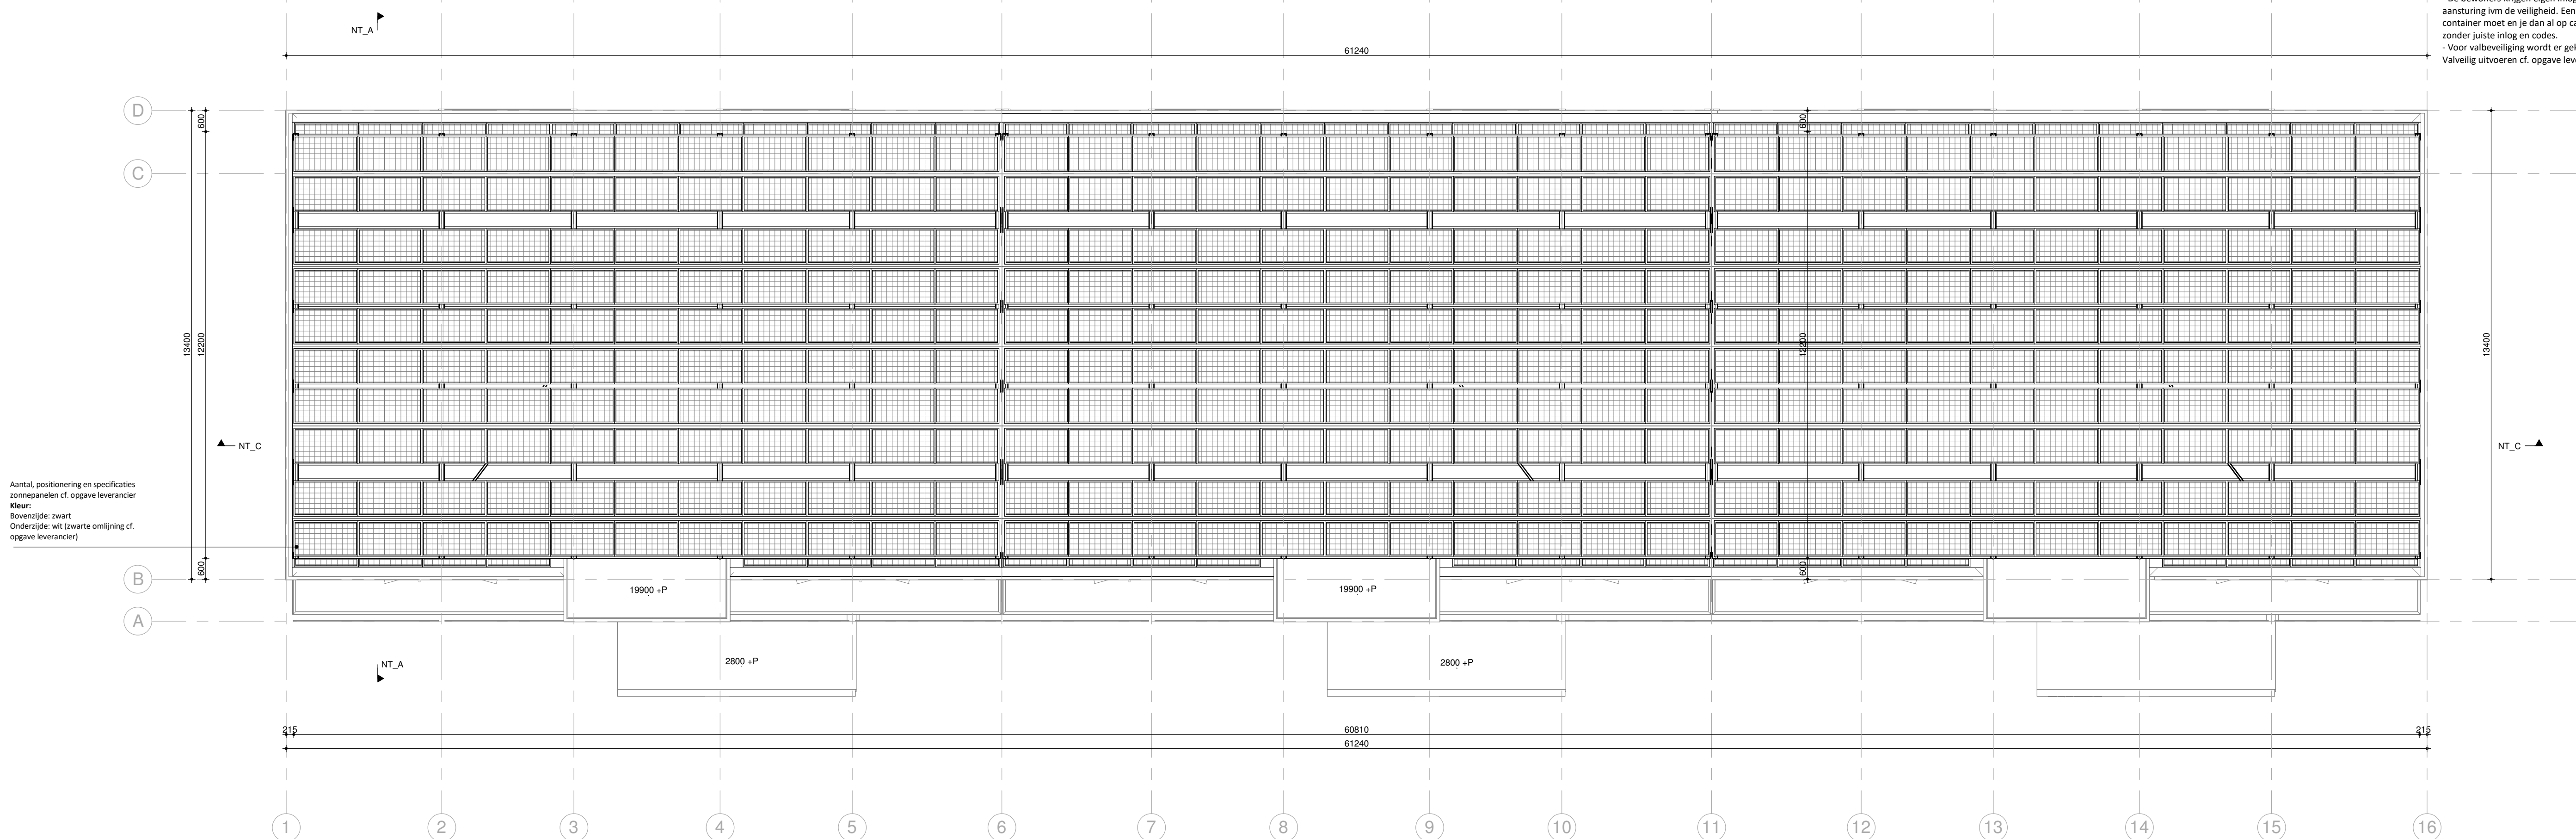 NT_A
61240
aansturing ivm de veiligheid. Een
container moet en je dan al op ca
zonder juiste inlog en codes.
- Voor valbeveiliging wordt er gek
Valveilig uitvoeren cf. opgave leve
D
600
600
C
13400
12200
12200
13400
NT_C
NT_C
Aantal, positionering en specificaties
zonnepanelen cf. opgave leverancier
Kleur:
Bovenzijde: zwart
Onderzijde: wit (zwarte omlijning cf.
opgave leverancier)
600
600
B
19900 +P
19900 +P
A
2800 +P
2800 +P
NT_A
215
60810
215
61240
1
2
3
4
5
6
7
8
9
10
11
12
13
14
15
16